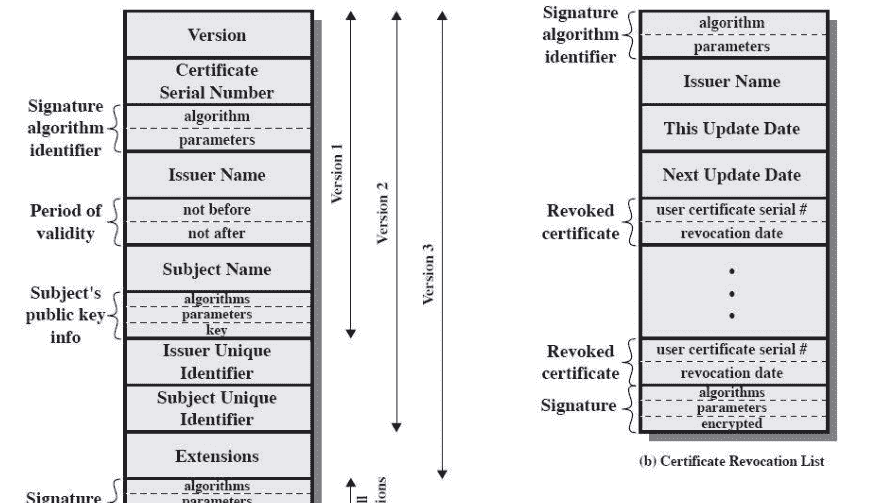 Version
Certificate
Serial Number
Signature
algorithm
identifier
algorithm
parameters
Issuer Name
Period of
validity
not before
not after
Subject Name
Subject's
public key
info
algorithms
parameters
key
Issuer Unique
Identifier
Subject Unique
Identifier
Extensions
Signature
algorithms
parameters
Version 1
Version 2
Version 3
Signature
algorithm
identifier
algorithm
parameters
Issuer Name
This Update Date
Next Update Date
Revoked
certificate
user certificate serial #
revocation date
Revoked
certificate
user certificate serial #
revocation date
Signature
algorithms
parameters
encrypted
(b) Certificate Revocation List